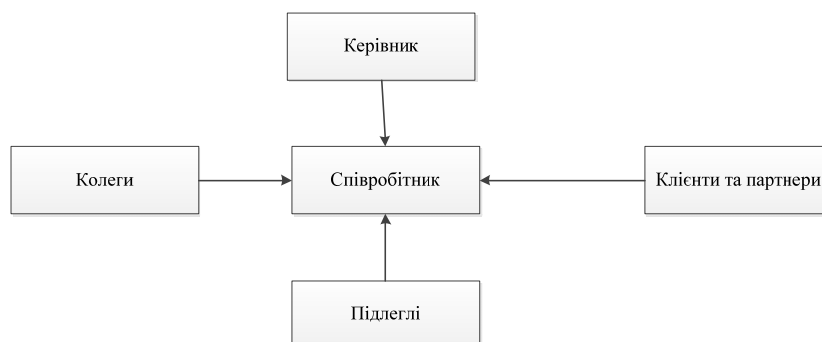 Керівник
Колеги
Співробітник
Клієнти та партнери
Підлеглі